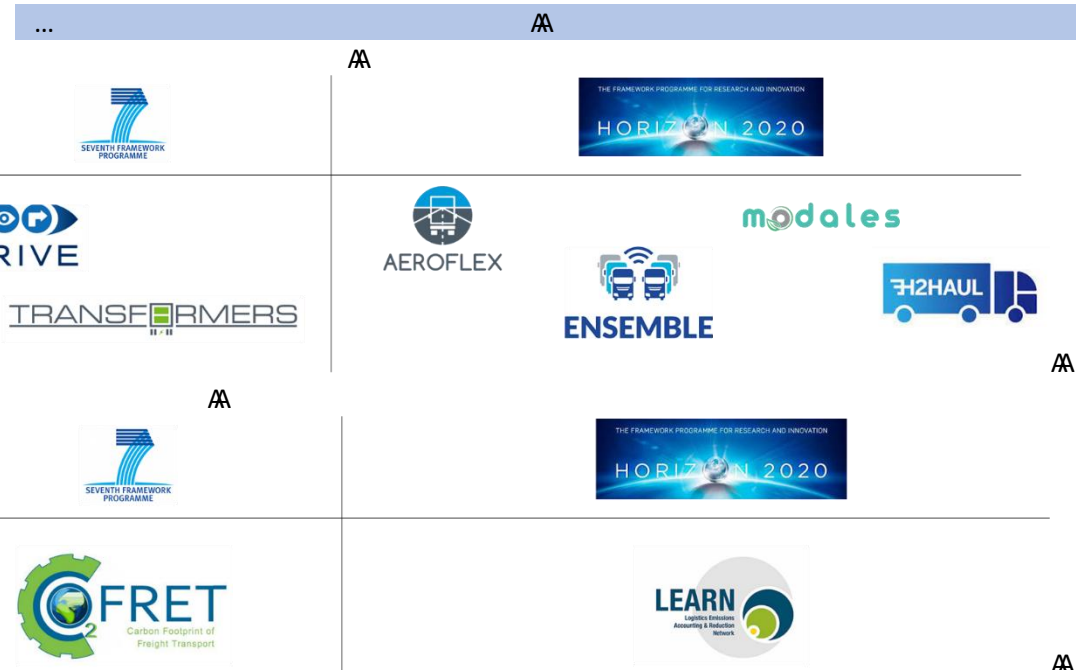 ...
SEVENTH FRAMEWORK
PROGRAMME
THE FRAMEWORK PROGRAMME FOR RESEARCH AND INNOVATION
HORIZON 2020
RIVE
TRANSFORMERS
AEROFLEX
modales
ENSEMBLE
H2HAUL
SEVENTH FRAMEWORK
PROGRAMME
THE FRAMEWORK PROGRAMME FOR RESEARCH AND INNOVATION
HORIZON 2020
CO2FRET
Carbon Footprint of
Freight Transport
LEARN
Logistics Emissions
Accounting & Reduction
Network